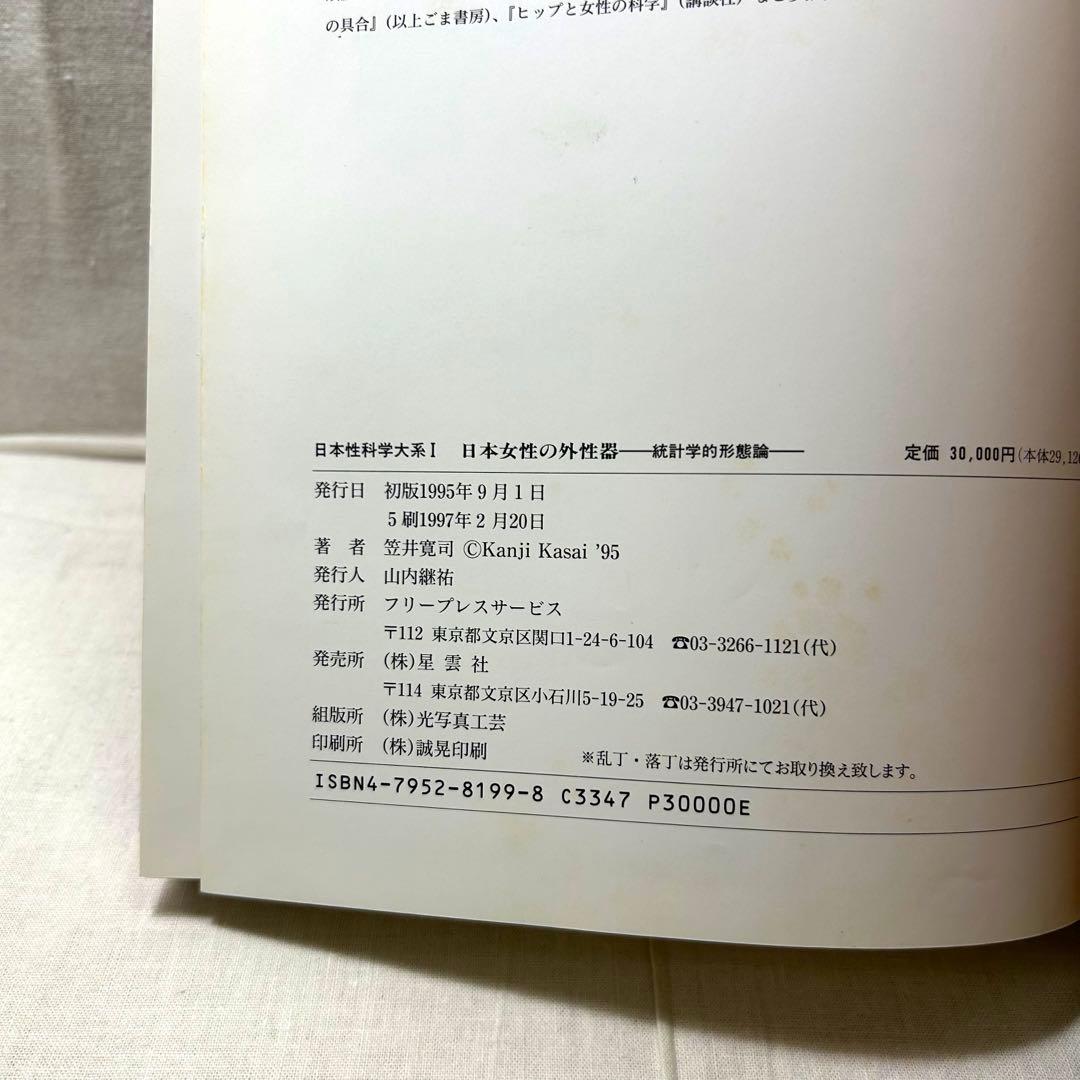 の具合』(以上ごま書房)、『ヒップと女性の科学』(講談社)
日本性科学大系Ⅰ 日本女性の外性器──統計学的形態論── 定価 30,000円(本体29,126
発行日 初版1995年9月1日
5刷1997年2月20日
著者 笠井寛司 ©Kanji Kasai '95
発行人 山内継祐
発行所 フリープレスサービス
〒112 東京都文京区関口1-24-6-104 ☎03-3266-1121(代)
発売所 (株)星雲社
〒114 東京都文京区小石川5-19-25 ☎03-3947-1021(代)
組版所 (株)光写真工芸
印刷所 (株)誠晃印刷 ※乱丁・落丁は発行所にてお取り換え致します。
ISBN4-7952-8199-8 C3347 P30000E